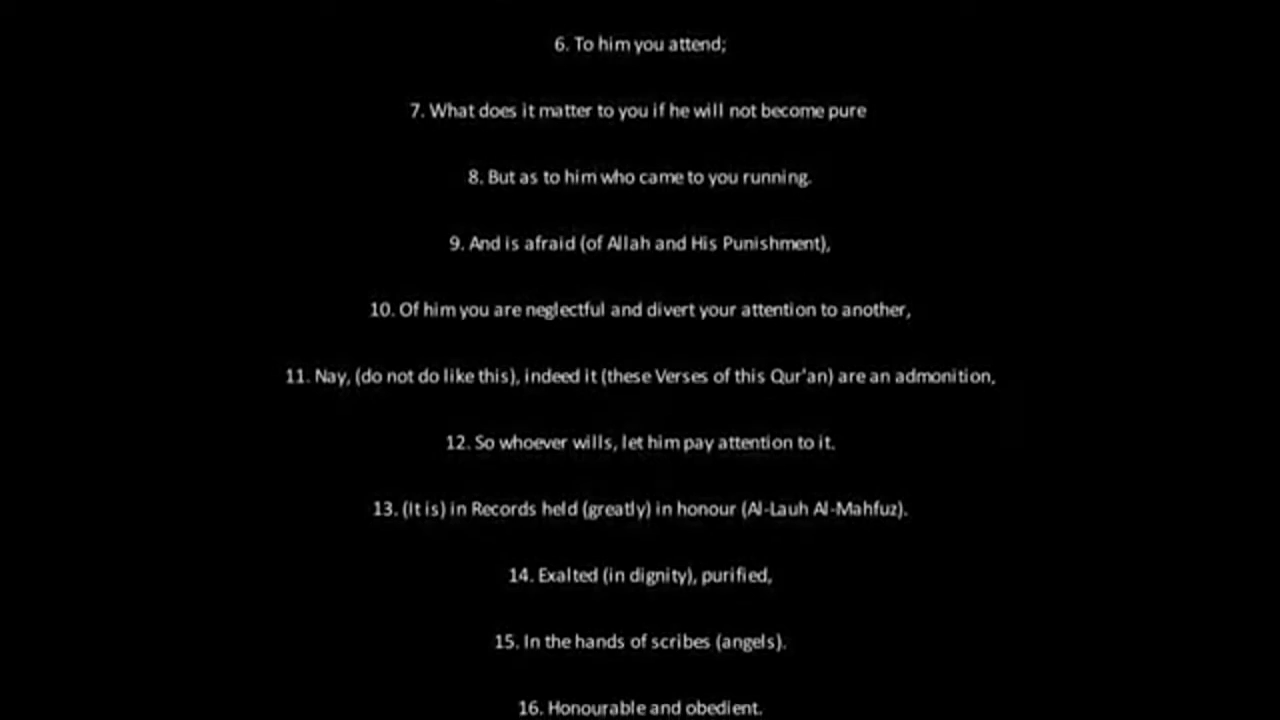 6. To him you attend;
7. What does it matter to you if he will not become pure
8. But as to him who came to you running.
9. And is afraid (of Allah and His Punishment),
10. Of him you are neglectful and divert your attention to another,
11. Nay, (do not do like this), indeed it (these Verses of this Qur'an) are an admonition,
12. So whoever wills, let him pay attention to it.
13. (It is) in Records held (greatly) in honour (Al-Lauh Al-Mahfuz).
14. Exalted (in dignity), purified,
15. In the hands of scribes (angels).
16. Honourable and obedient.